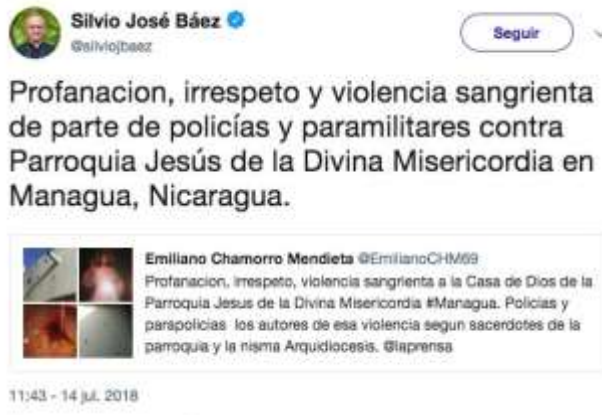 Silvio José Báez
@silviojbaez
Seguir
Profanacion, irrespeto y violencia sangrienta
de parte de policías y paramilitares contra
Parroquia Jesús de la Divina Misericordia en
Managua, Nicaragua.
Emiliano Chamorro Mendieta @EmilianoCHM69
Profanacion, irrespeto, violencia sangrienta a la Casa de Dios de la
Parroquia Jesus de la Divina Misericordia #Managua. Policias y
parapolicias los autores de esa violencia segun sacerdotes de la
parroquia y la nisma Arquidiocesis. @laprensa
11:43 - 14 jul. 2018